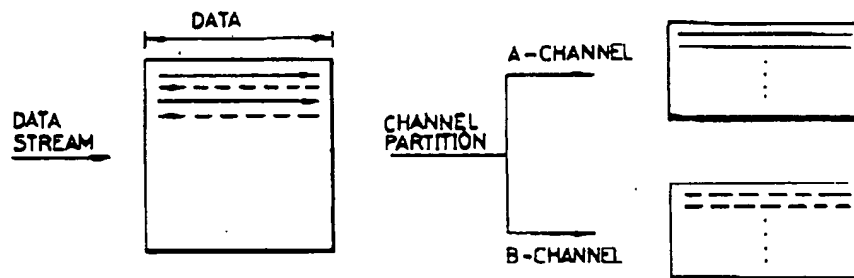 DATA
DATA
STREAM
CHANNEL
PARTITION
A-CHANNEL
B-CHANNEL